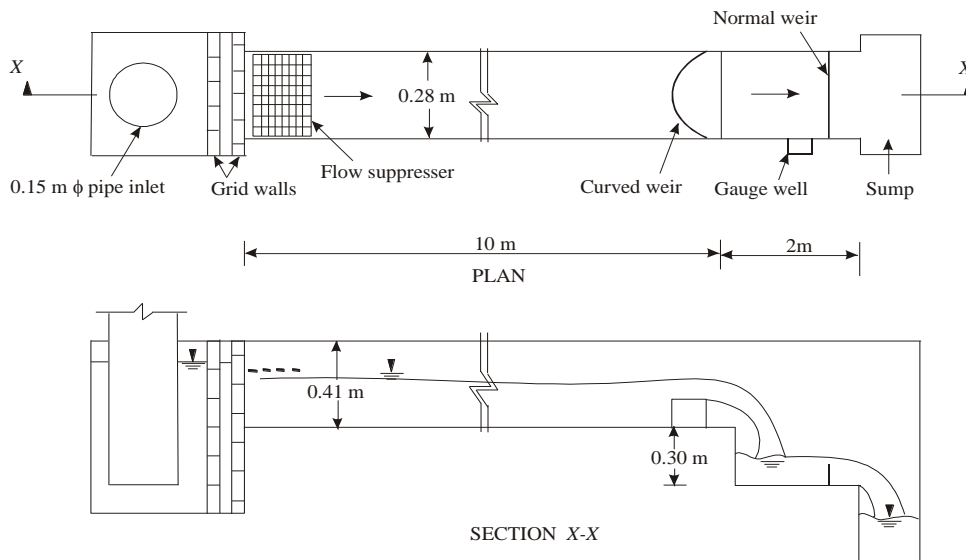 Normal weir
X
X
0.28 m
0.15 m ϕ pipe inlet
Grid walls
Flow suppresser
Curved weir
Gauge well
Sump
10 m
2m
PLAN
0.41 m
0.30 m
SECTION X-X